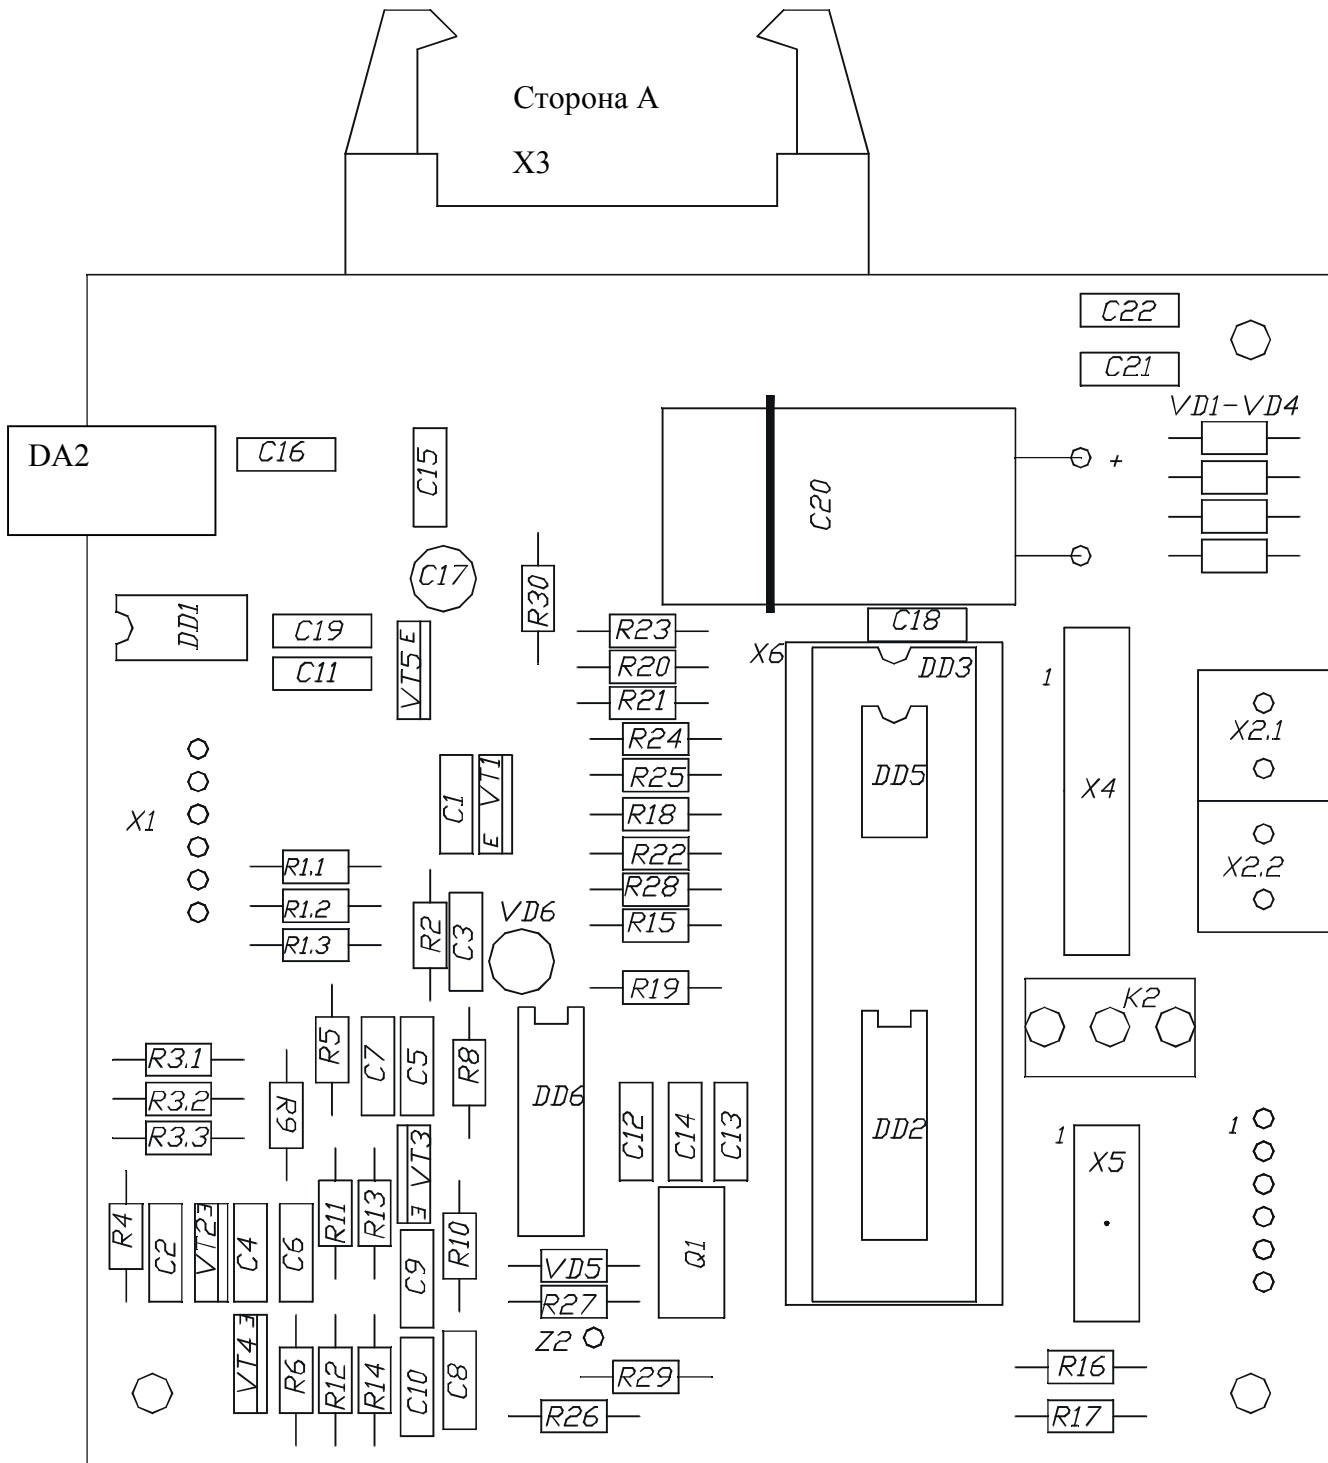 Сторона А
X3
C22
C21
VD1-VD4
DA2
C16
C15
C20
+
C17
R30
DD1
C19
C11
VT5 E
R23
R20
R21
R24
R25
R18
R22
R28
R15
R19
C18
X6
DD3
DD5
1
X4
X2.1
X2.2
X1
C1
E VT1
R1.1
R1.2
R1.3
R2
C3
VD6
K2
R3.1
R3.2
R3.3
R9
R5
C7
C5
R8
DD6
C12
C14
C13
DD2
1
X5
1
R4
C2
VT2 E
C4
C6
R11
R13
E VT3
C9
R10
VD5
R27
Z2
Q1
VT4 E
R6
R12
R14
C10
C8
R29
R26
R16
R17